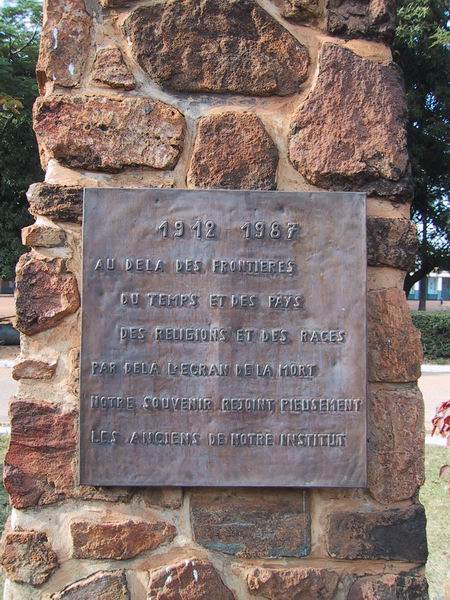 1912 1987
AU DELA DES FRONTIERES
DU TEMPS ET DES PAYS
DES RELIGIONS ET DES RACES
PAR DELA L'ECRAN DE LA MORT
NOTRE SOUVENIR REJOINT PIEUSEMENT
LES ANCIENS DE NOTRE INSTITUT